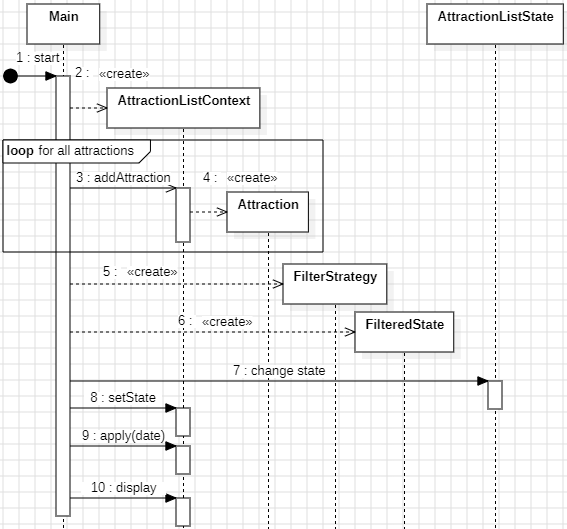 Main
AttractionListState
1 : start
2 : «create»
AttractionListContext
loop for all attractions
3 : addAttraction
4 : «create»
Attraction
5 : «create»
FilterStrategy
6 : «create»
FilteredState
7 : change state
8 : setState
9 : apply(date)
10 : display